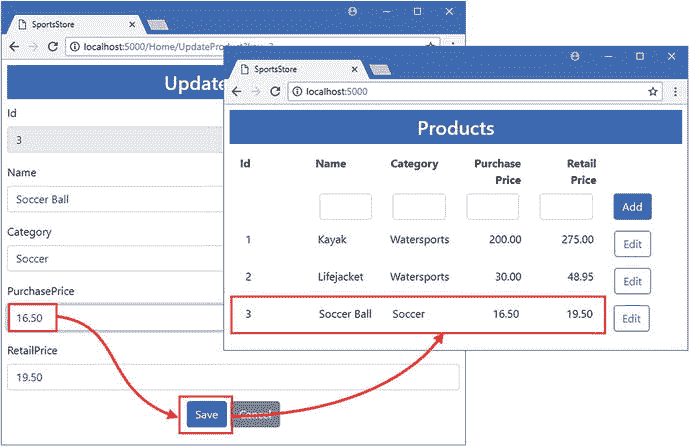 SportsStore
localhost:5000/Home/UpdateProduct?key=3
Update
Id
3
Name
Soccer Ball
Category
Soccer
PurchasePrice
16.50
RetailPrice
19.50
Save
SportsStore
localhost:5000
Products
Id Name Category Purchase Price Retail Price
Add
1 Kayak Watersports 200.00 275.00 Edit
2 Lifejacket Watersports 30.00 48.95 Edit
3 Soccer Ball Soccer 16.50 19.50 Edit